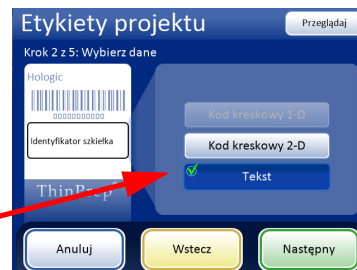 Etykiety projektu
Przeglądaj
Krok 2 z 5: Wybierz dane
Hologic
00000000000
Identyfikator szkiełka
ThinPrep
Kod kreskowy 1-D
Kod kreskowy 2-D
Tekst
Anuluj
Wstecz
Następny